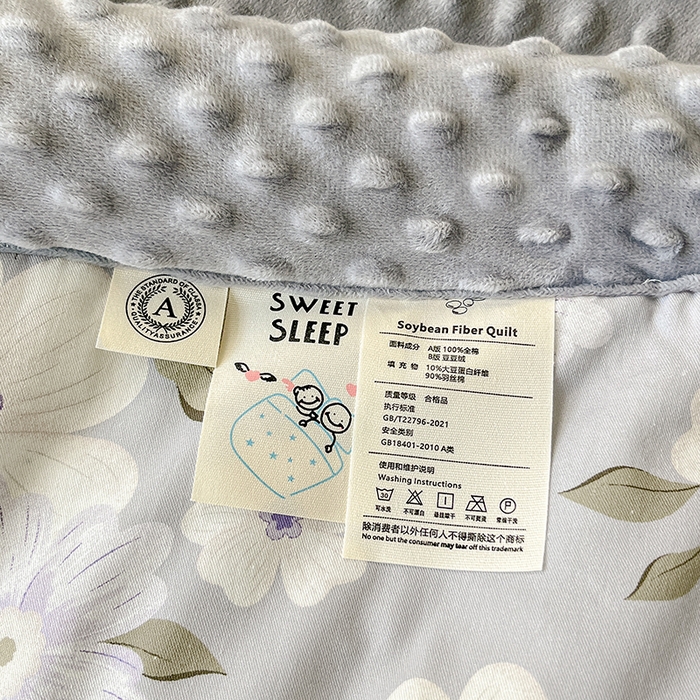 THE STANDARD OF CLASSA
A
QUALITY ASSURANCE
SWEET
SLEEP
Soybean Fiber Quilt
面料成分 A版 100%全棉
B版 豆豆绒
填 充 物 10%大豆蛋白纤维
90%羽丝棉
质量等级 合格品
执行标准
GB/T22796-2021
安全类别
GB18401-2010 A类
使用和维护说明
Washing Instructions
30 P
可水洗 不可漂白 悬挂晾干 不可熨烫 常规干洗
除消费者以外任何人不得撕除这个商标
No one but the consumer may tear off this trademark